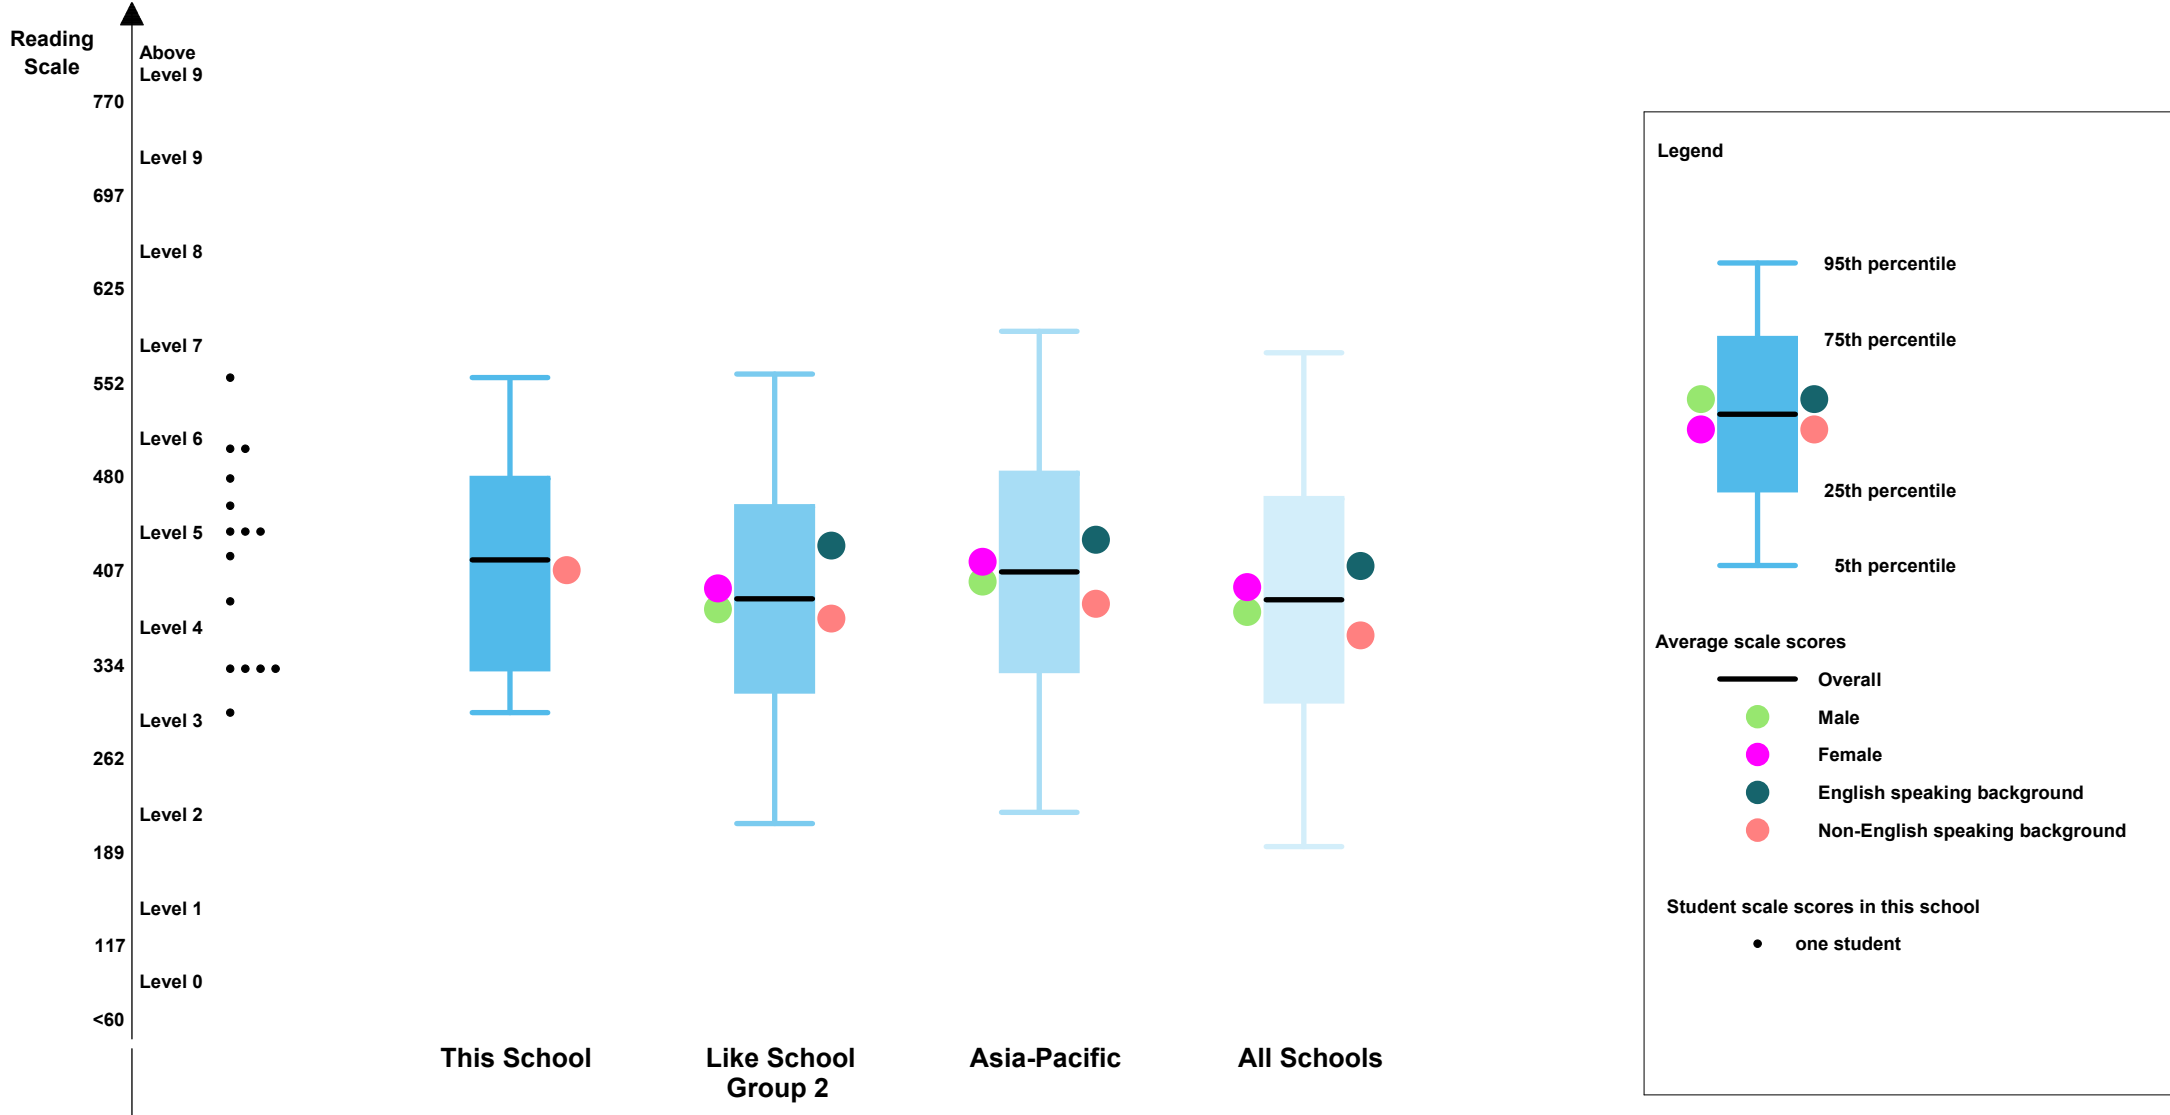 Reading
Scale
Above
Level 9
770
Level 9
697
Level 8
625
Level 7
552
Level 6
480
Level 5
407
Level 4
334
Level 3
262
Level 2
189
Level 1
117
Level 0
<60
This School
Like School
Group 2
Asia-Pacific
All Schools
Legend
95th percentile
75th percentile
25th percentile
5th percentile
Average scale scores
Overall
Male
Female
English speaking background
Non-English speaking background
Student scale scores in this school
one student